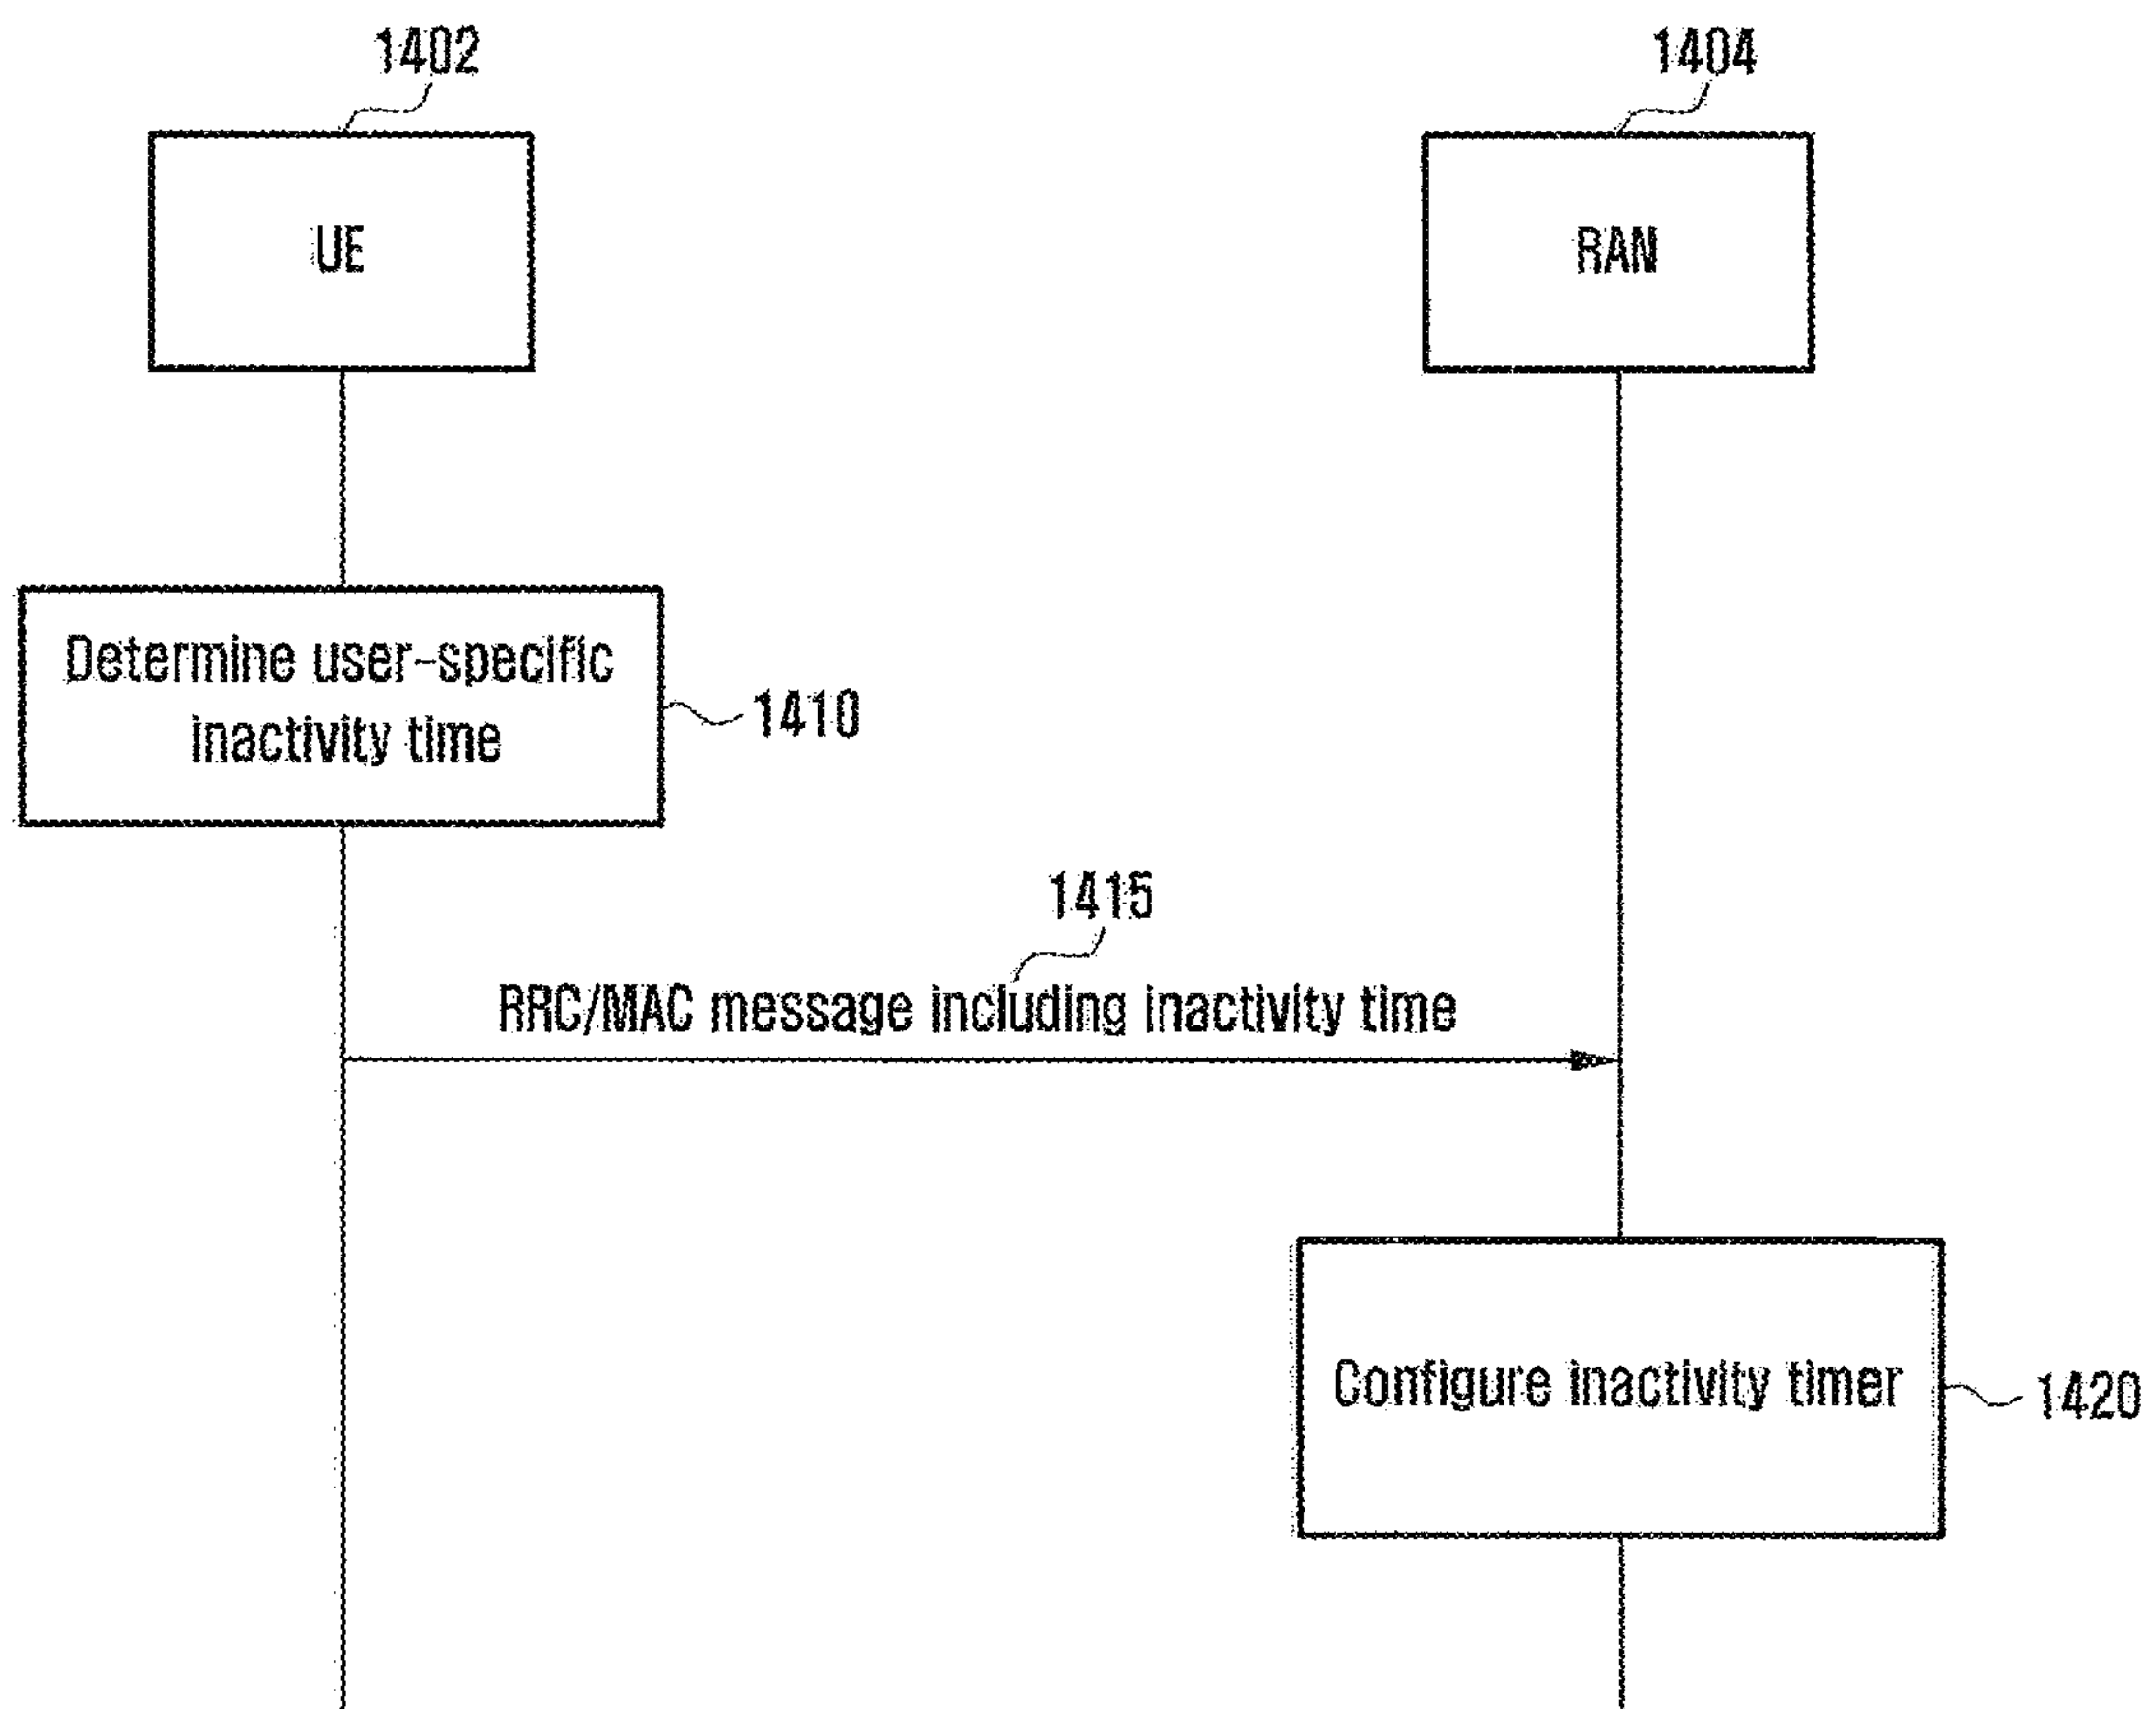 1402
1404
UE
RAN
Determine user-specific
inactivity time
1410
1415
RRC/MAC message including inactivity time
Configure inactivity timer
1420